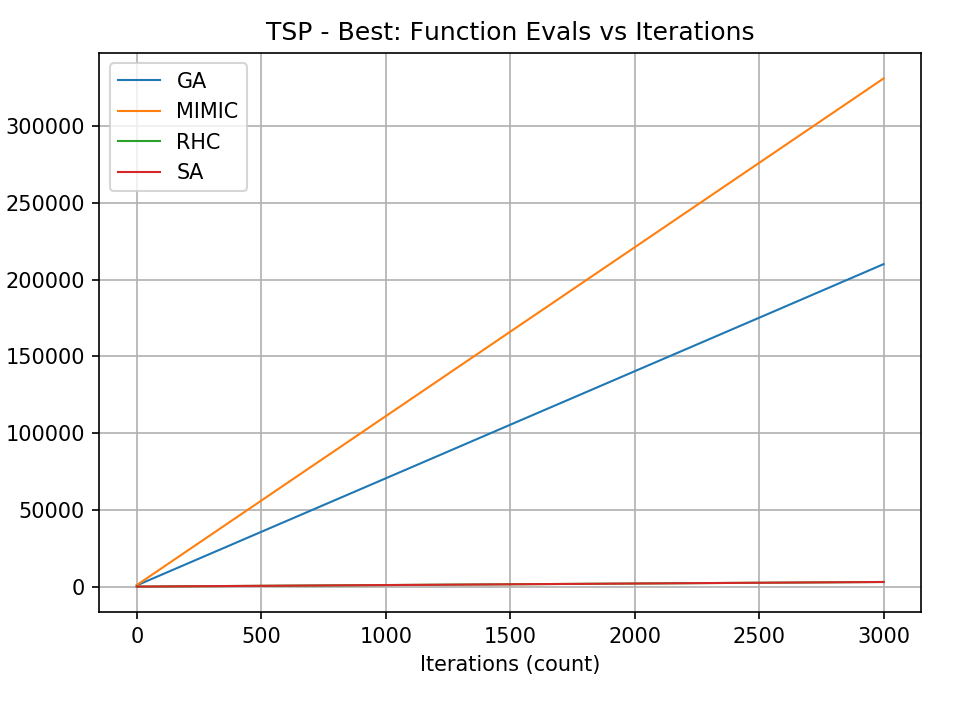 TSP - Best: Function Evals vs Iterations
GA
MIMIC
RHC
SA
300000
250000
200000
150000
100000
50000
0
0 500 1000 1500 2000 2500 3000
Iterations (count)